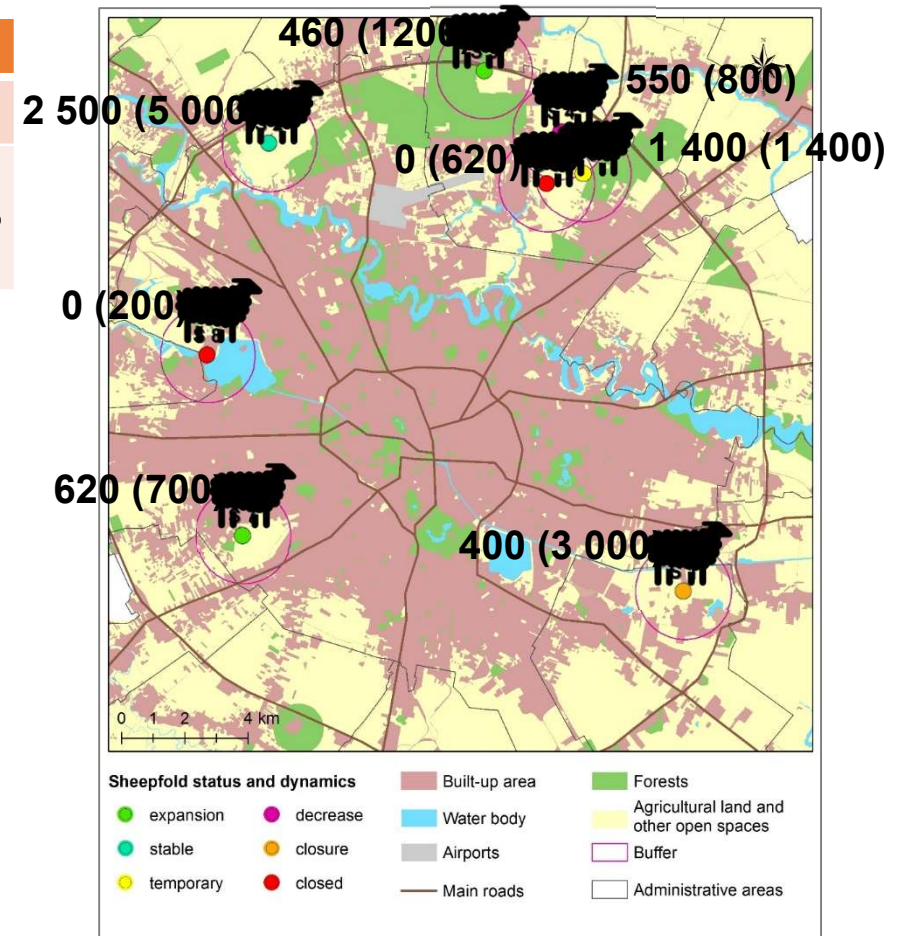 460 (1200
550 (800)
2 500 (5 000
0 (620)
1 400 (1 400)
0 (200)
620 (700
400 (3 000
N
0 1 2 4 km
Sheepfold status and dynamics
expansion
decrease
stable
closure
temporary
closed
Built-up area
Water body
Airports
Main roads
Forests
Agricultural land and
other open spaces
Buffer
Administrative areas